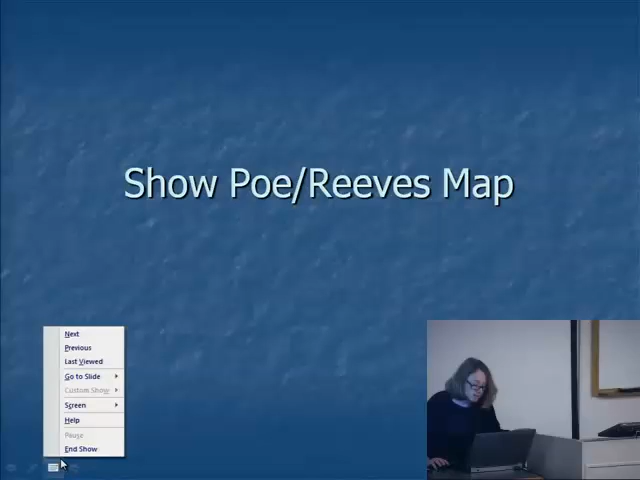 Show Poe/Reeves Map
Next
Previous
Last Viewed
Go to Slide
Custom Show
Screen
Help
Pause
End Show